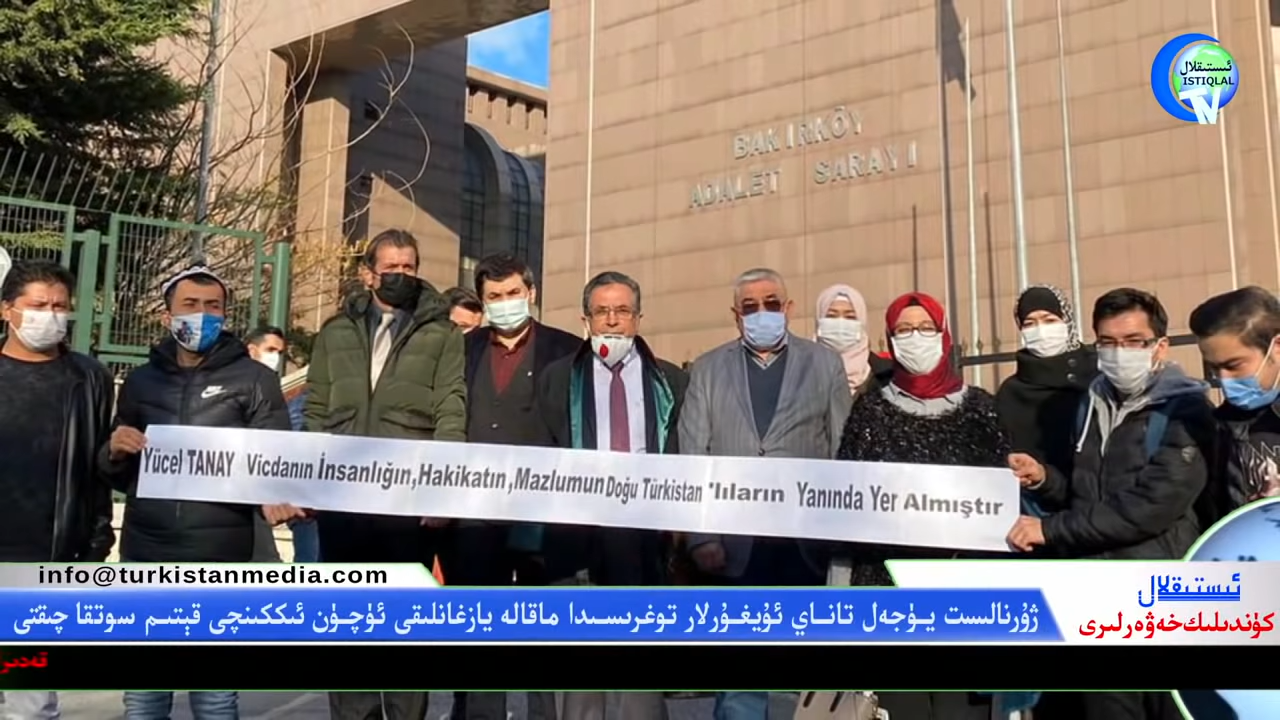 ئىستىقلال
ISTIQLAL
TV
BAKIRKÖY
ADALET SARAYI
Yücel TANAY Vicdanın İnsanlığın,Hakikatın,Mazlumun Doğu Türkistan 'lıların Yanında Yer Almıştır
info@turkistanmedia.com
ئىستىقلال
كۈندىلىك خەۋەرلىرى
ژۇرنالىست يۈجەل تاناي ئۇيغۇرلار توغرىسىدا ماقالە يازغانلىقى ئۈچۈن ئىككىنچى قېتىم سوتقا چىقتى